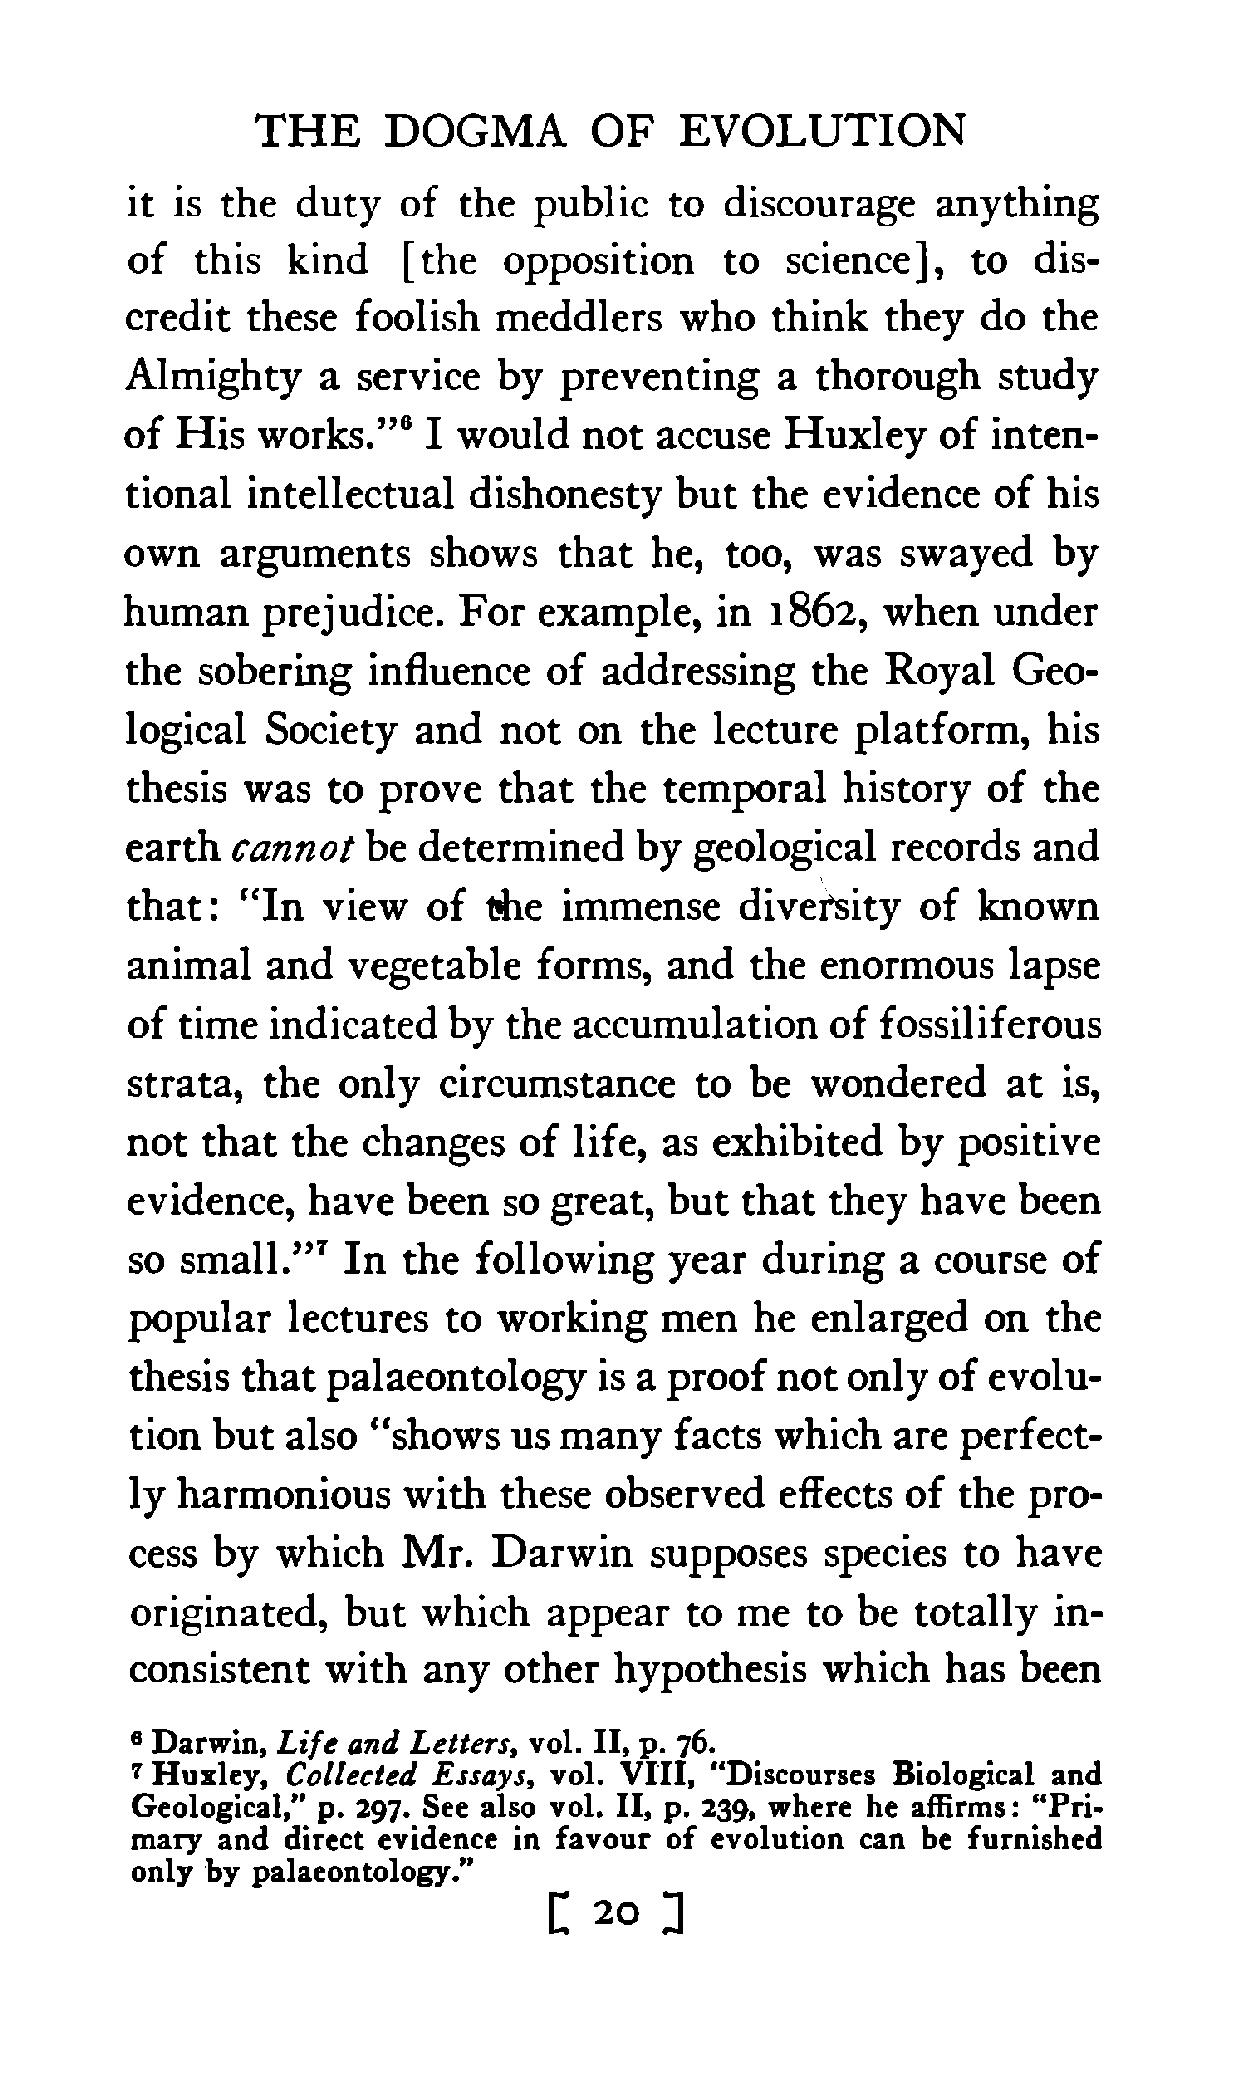 THE DOGMA OF EVOLUTION
it is the duty of the public to discourage anything
of this kind [the opposition to science], to dis-
credit these foolish meddlers who think they do the
Almighty a service by preventing a thorough study
of His works."⁶ I would not accuse Huxley of inten-
tional intellectual dishonesty but the evidence of his
own arguments shows that he, too, was swayed by
human prejudice. For example, in 1862, when under
the sobering influence of addressing the Royal Geo-
logical Society and not on the lecture platform, his
thesis was to prove that the temporal history of the
earth cannot be determined by geological records and
that: "In view of the immense diversity of known
animal and vegetable forms, and the enormous lapse
of time indicated by the accumulation of fossiliferous
strata, the only circumstance to be wondered at is,
not that the changes of life, as exhibited by positive
evidence, have been so great, but that they have been
so small."⁷ In the following year during a course of
popular lectures to working men he enlarged on the
thesis that palaeontology is a proof not only of evolu-
tion but also "shows us many facts which are perfect-
ly harmonious with these observed effects of the pro-
cess by which Mr. Darwin supposes species to have
originated, but which appear to me to be totally in-
consistent with any other hypothesis which has been
⁶ Darwin, Life and Letters, vol. II, p. 76.
⁷ Huxley, Collected Essays, vol. VIII, "Discourses Biological and
Geological," p. 297. See also vol. II, p. 239, where he affirms: "Pri-
mary and direct evidence in favour of evolution can be furnished
only by palaeontology."
[ 20 ]